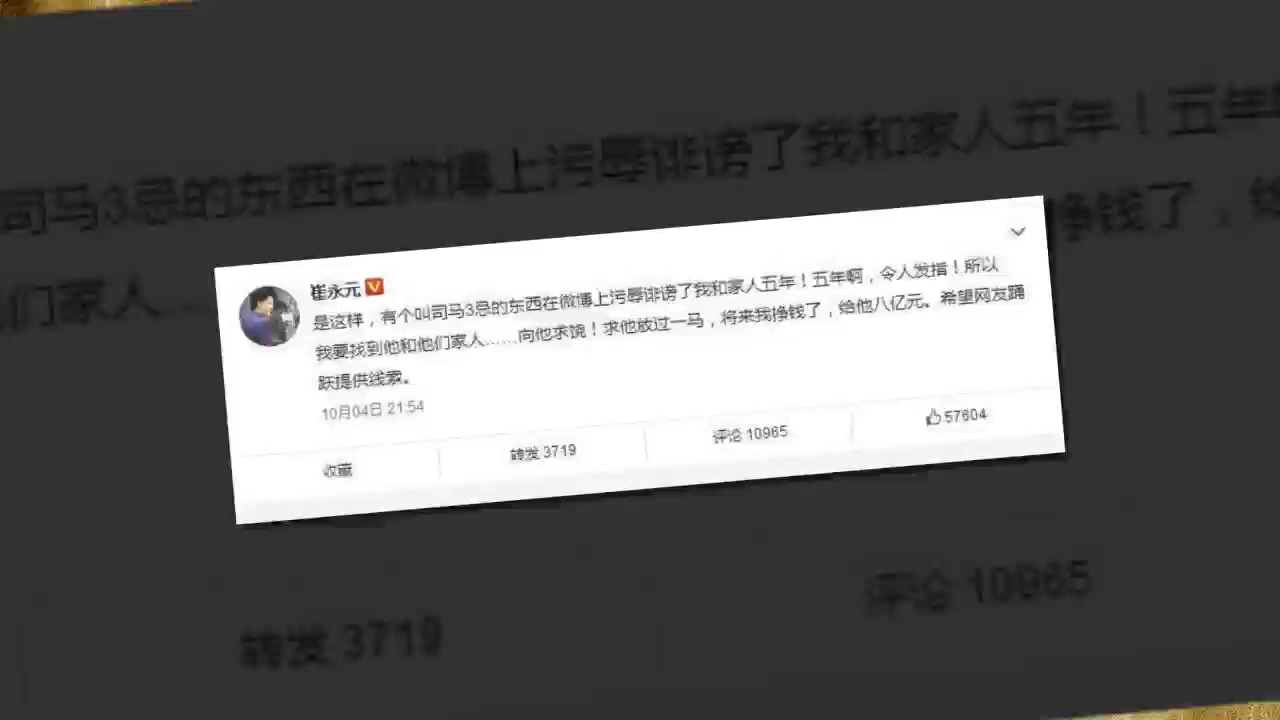 司马3忌的东西在微博上污辱诽谤了我和家人五年！五年
挣钱了，给
们家人……
崔永元
是这样，有个叫司马3忌的东西在微博上污辱诽谤了我和家人五年！五年啊，令人发指！所以
我要找到他和他们家人……向他求饶！求他放过一马，将来我挣钱了，给他八亿元。希望网友踊
跃提供线索。
10月04日 21:54
收藏
转发 3719
评论 10965
57604
评论 10965
转发 3719